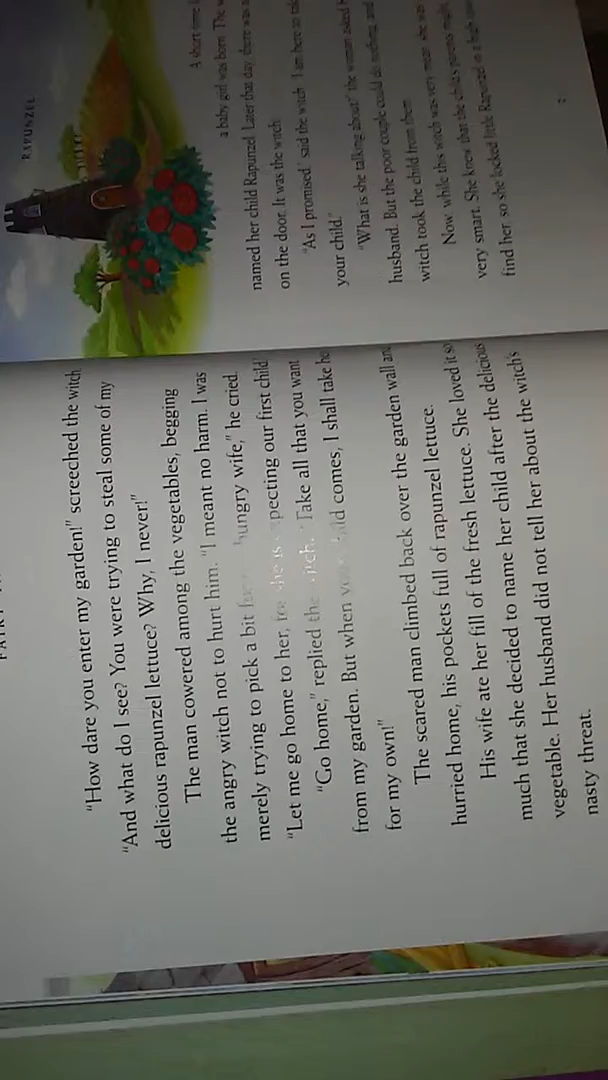 "How dare you enter my garden!" screeched the witch
"And what do I see? You were trying to steal some of my
delicious rapunzel lettuce? Why, I never!"
The man cowered among the vegetables, begging
the angry witch not to hurt him. "I meant no harm. I was
merely trying to pick a bit hungry wife," he cried.
"Let me go home to her, for she is expecting our first child
"Go home," replied the witch. "Take all that you want
from my garden. But when child comes, I shall take
for my own!"
The scared man climbed back over the garden wall
hurried home, his pockets full of rapunzel lettuce.
His wife ate her fill of the fresh lettuce. She loved it so
much that she decided to name her child after the delicious
vegetable. Her husband did not tell her about the witch's
nasty threat.
RAPUNZEL
A short time
a baby girl was born. The
named her child Rapunzel. Later that day, there was
on the door. It was the witch.
"As I promised," said the witch. "I am here to
your child."
"What is she talking about?" the woman asked
husband. But the poor couple could do nothing, and
witch took the child from them.
Now while this witch was very mean, she was
very smart. She knew that the child's parents might
find her, so she locked little Rapunzel in a high